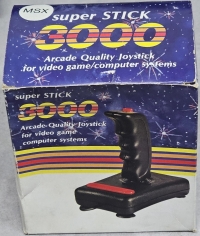 MSX
super STICK
3000
Arcade Quality Joystick
for video game/computer systems
super STICK
3000
Arcade Quality Joystick
for video game
computer systems